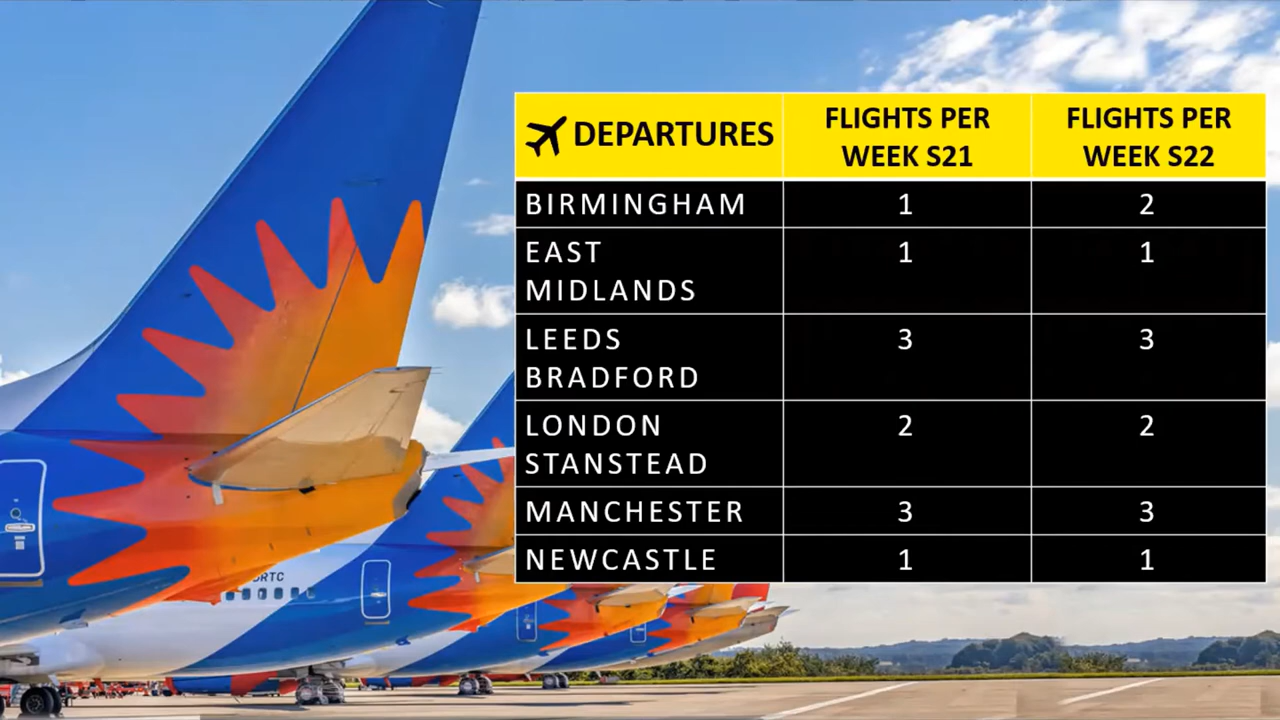 DEPARTURES
FLIGHTS PER
WEEK S21
FLIGHTS PER
WEEK S22
BIRMINGHAM 1 2
EAST 1 1
MIDLANDS
LEEDS 3 3
BRADFORD
LONDON 2 2
STANSTEAD
MANCHESTER 3 3
NEWCASTLE 1 1